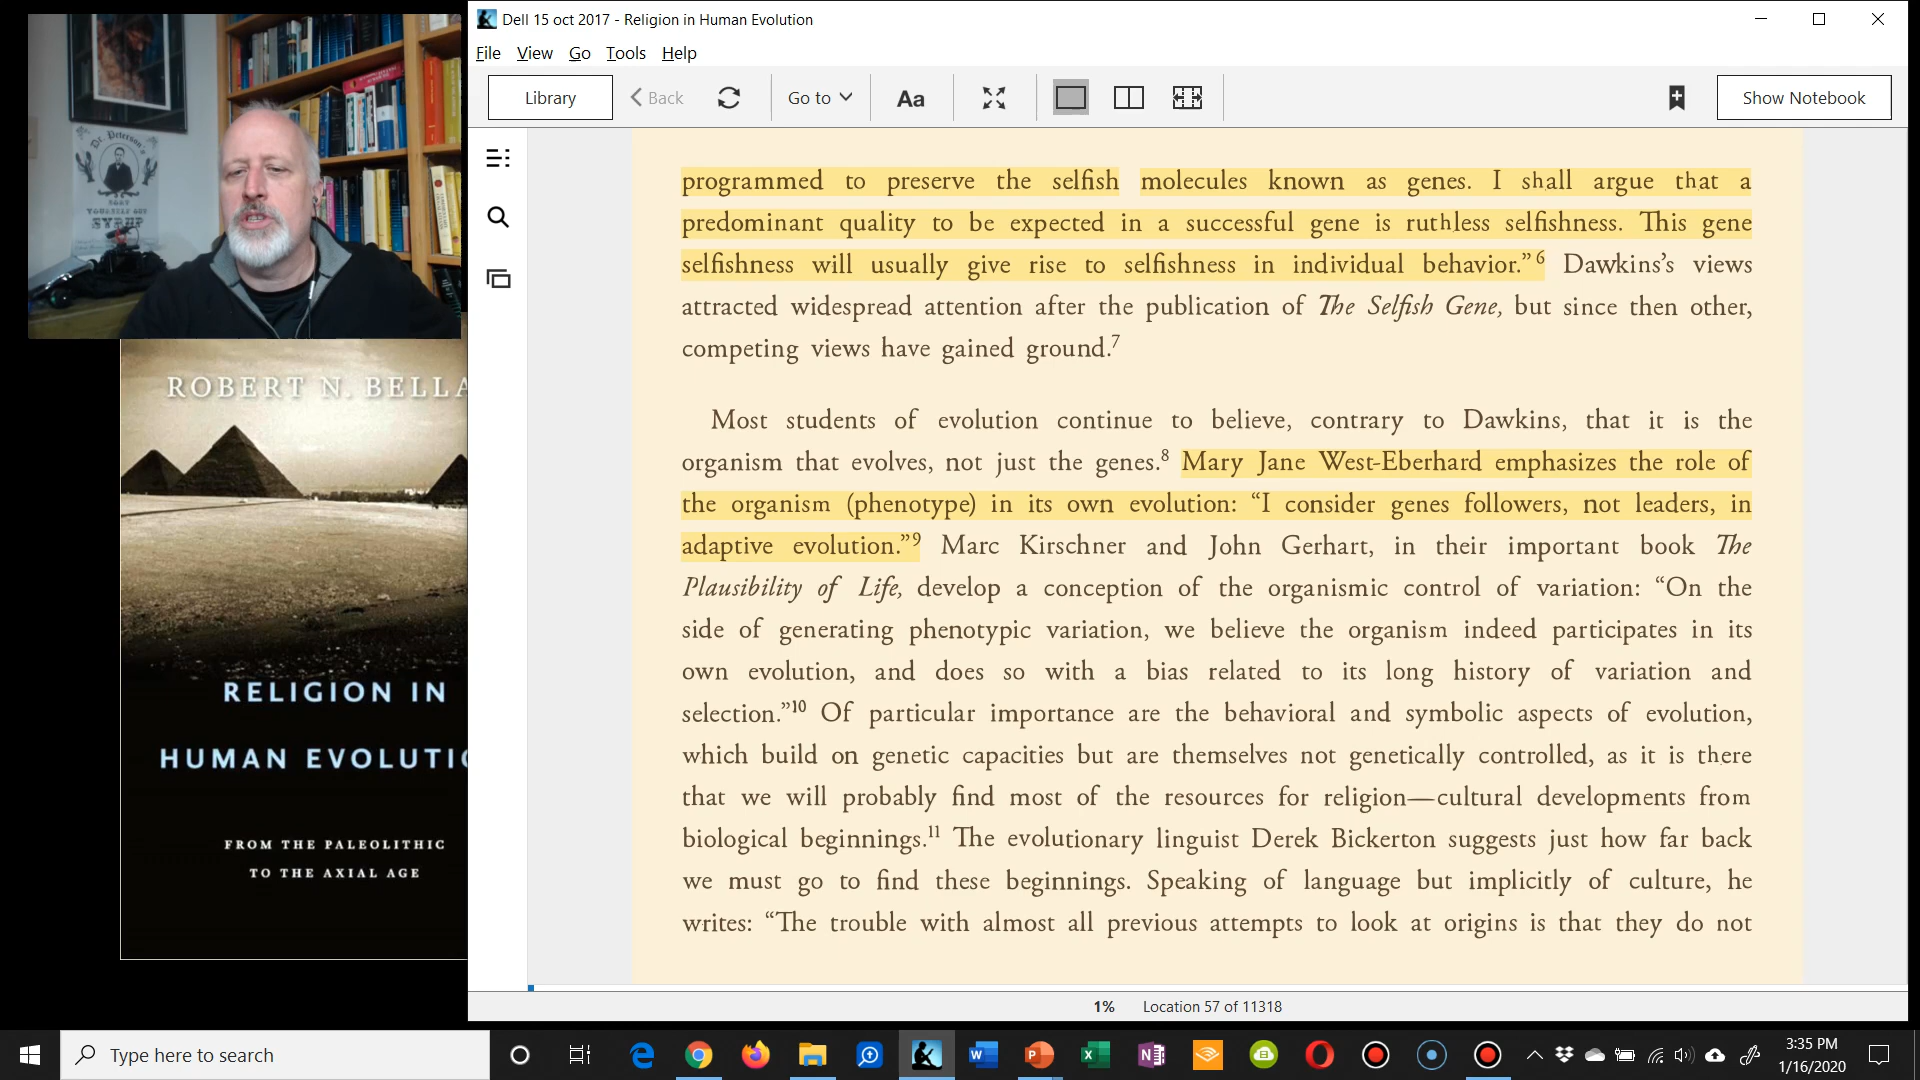 Dr. Peterson's
SYRUP
ROBERT N. BELLA
RELIGION IN
HUMAN EVOLUTIO
FROM THE PALEOLITHIC
TO THE AXIAL AGE
Dell 15 oct 2017 - Religion in Human Evolution
File View Go Tools Help
Library Back Go to Aa Show Notebook
programmed to preserve the selfish molecules known as genes. I shall argue that a
predominant quality to be expected in a successful gene is ruthless selfishness. This gene
selfishness will usually give rise to selfishness in individual behavior.”6 Dawkins’s views
attracted widespread attention after the publication of The Selfish Gene, but since then other,
competing views have gained ground.7
Most students of evolution continue to believe, contrary to Dawkins, that it is the
organism that evolves, not just the genes.8 Mary Jane West-Eberhard emphasizes the role of
the organism (phenotype) in its own evolution: “I consider genes followers, not leaders, in
adaptive evolution.”9 Marc Kirschner and John Gerhart, in their important book The
Plausibility of Life, develop a conception of the organismic control of variation: “On the
side of generating phenotypic variation, we believe the organism indeed participates in its
own evolution, and does so with a bias related to its long history of variation and
selection.”10 Of particular importance are the behavioral and symbolic aspects of evolution,
which build on genetic capacities but are themselves not genetically controlled, as it is there
that we will probably find most of the resources for religion—cultural developments from
biological beginnings.11 The evolutionary linguist Derek Bickerton suggests just how far back
we must go to find these beginnings. Speaking of language but implicitly of culture, he
writes: “The trouble with almost all previous attempts to look at origins is that they do not
1% Location 57 of 11318
Type here to search
3:35 PM
1/16/2020